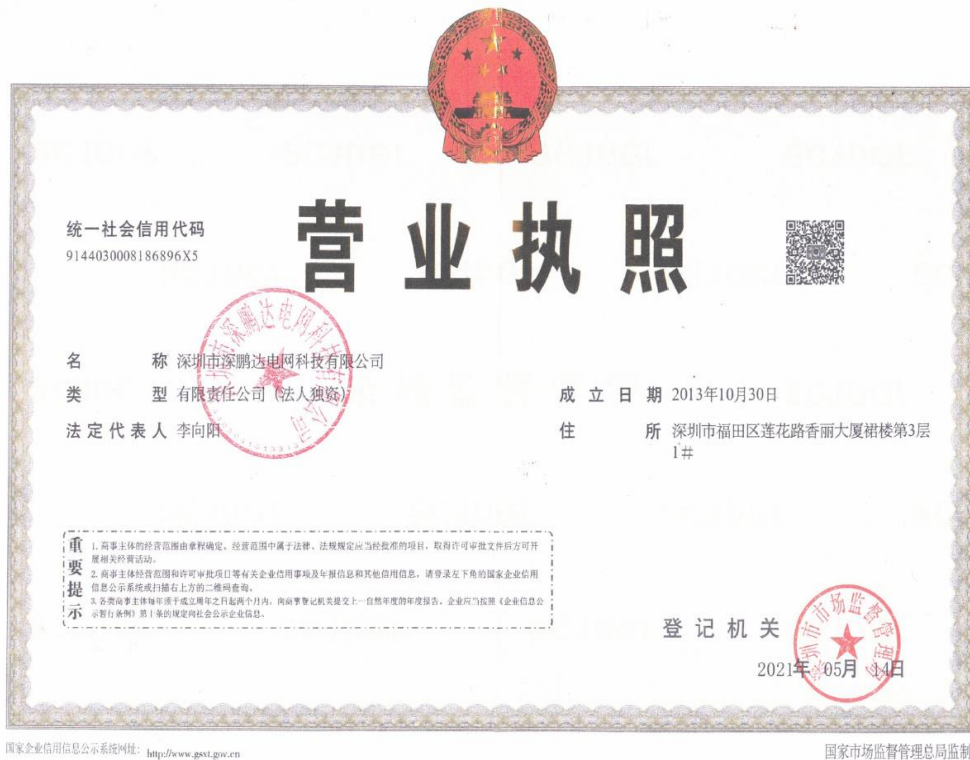 营业执照
统一社会信用代码
9144030008186896X5
名称 深圳市深鹏达电网科技有限公司
类型 有限责任公司（法人独资）
法定代表人 李向阳
成立日期 2013年10月30日
住所 深圳市福田区莲花路香丽大厦裙楼第3层
1#
重要提示
1.商事主体的经营范围由章程确定。经营范围中属于法律、法规规定应当经批准的项目，取得许可审批文件后方可开
展相关经营活动。
2.商事主体经营范围和许可审批项目等有关企业信用事项及年报信息和其他信用信息，请登录左下角的国家企业信用
信息公示系统或扫描右上方的二维码查询。
3.各类商事主体每年须于成立周年之日起两个月内，向商事登记机关提交上一自然年度的年度报告。企业应当按照《企业信息公
示暂行条例》第十条的规定向社会公示企业信息。
登记机关
深圳市市场监督管理局
2021年05月14日
国家企业信用信息公示系统网址：http://www.gsxt.gov.cn
国家市场监督管理总局监制